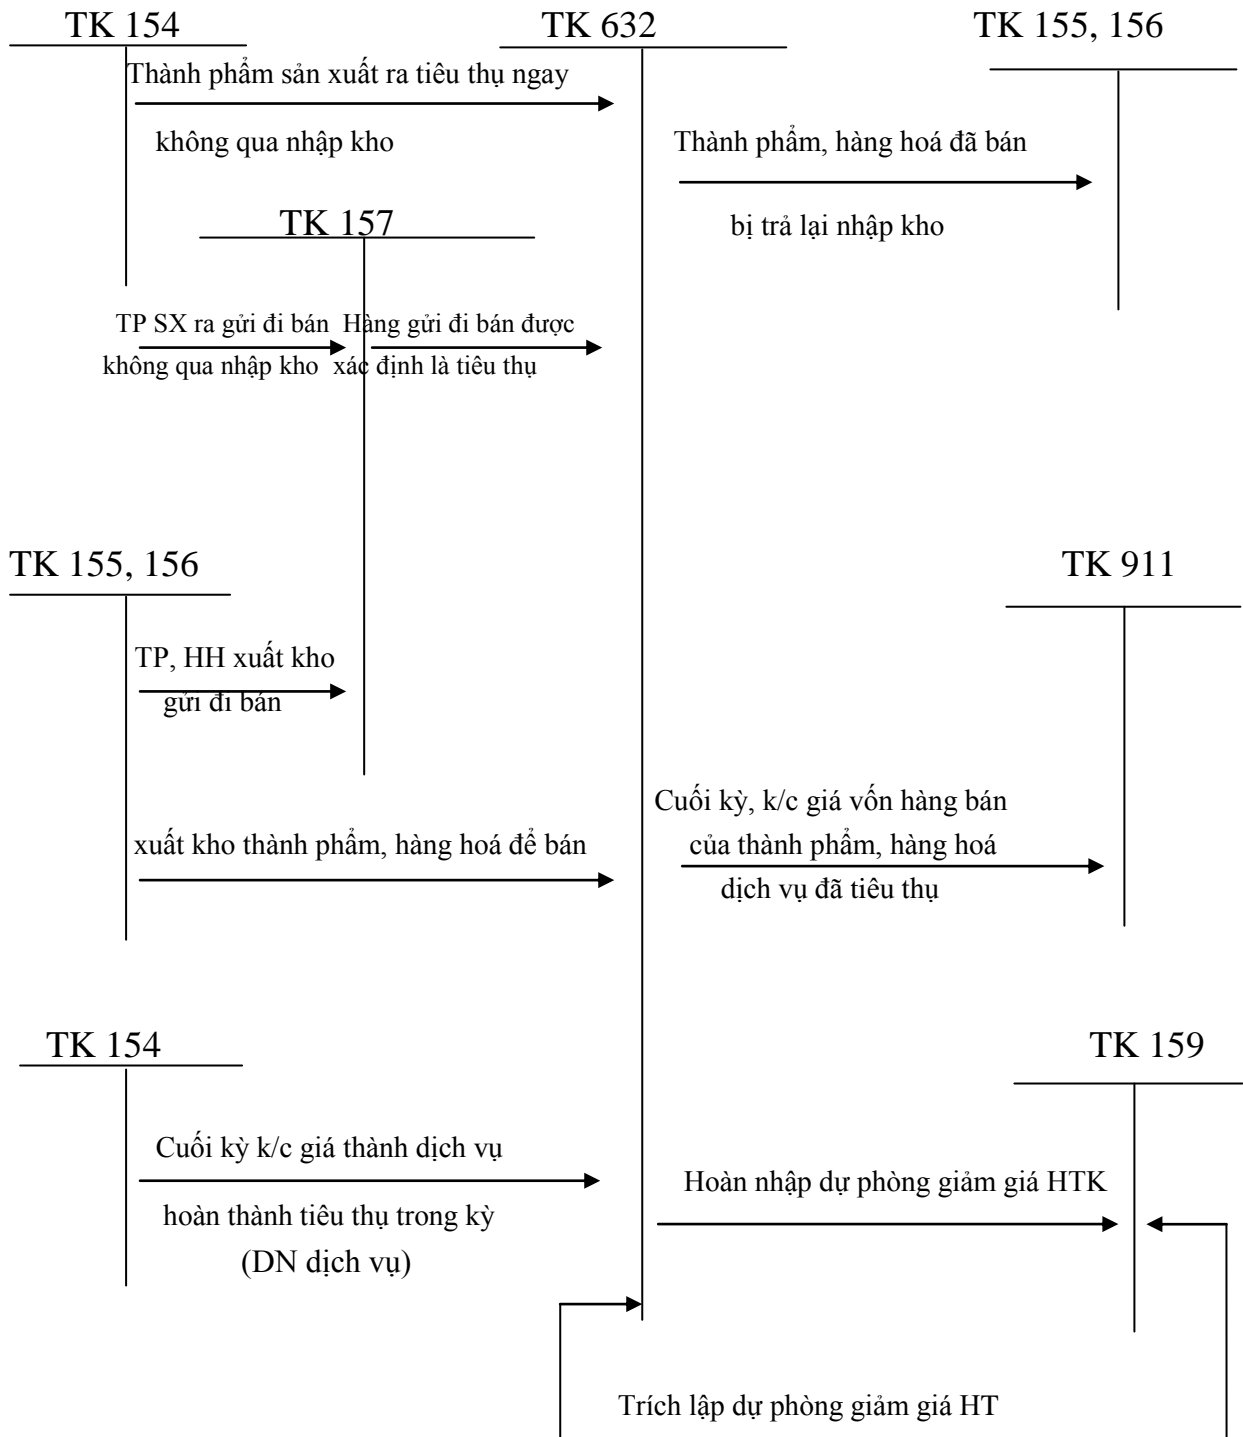 TK 154
TK 632
TK 155, 156
Thành phẩm sản xuất ra tiêu thụ ngay
không qua nhập kho
Thành phẩm, hàng hoá đã bán
bị trả lại nhập kho
TK 157
TP SX ra gửi đi bán
không qua nhập kho
Hàng gửi đi bán được
xác định là tiêu thụ
TK 155, 156
TK 911
TP, HH xuất kho
gửi đi bán
xuất kho thành phẩm, hàng hoá để bán
Cuối kỳ, k/c giá vốn hàng bán
của thành phẩm, hàng hoá
dịch vụ đã tiêu thụ
TK 154
TK 159
Cuối kỳ k/c giá thành dịch vụ
hoàn thành tiêu thụ trong kỳ
(DN dịch vụ)
Hoàn nhập dự phòng giảm giá HTK
Trích lập dự phòng giảm giá HT